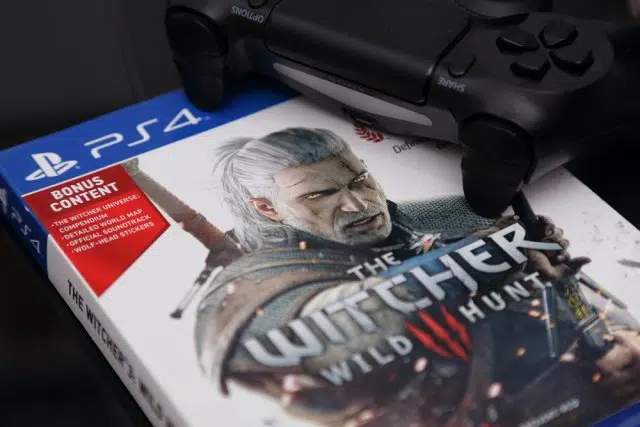 OPTIONS
SHARE
PS4
BONUS
CONTENT
•THE WITCHER UNIVERSE:
COMPENDIUM
•DETAILED WORLD MAP
•OFFICIAL SOUNDTRACK
•WOLF-HEAD STICKERS
THE
WITCHER
WILD HUNT
PS4
THE WITCHER 3: WILD